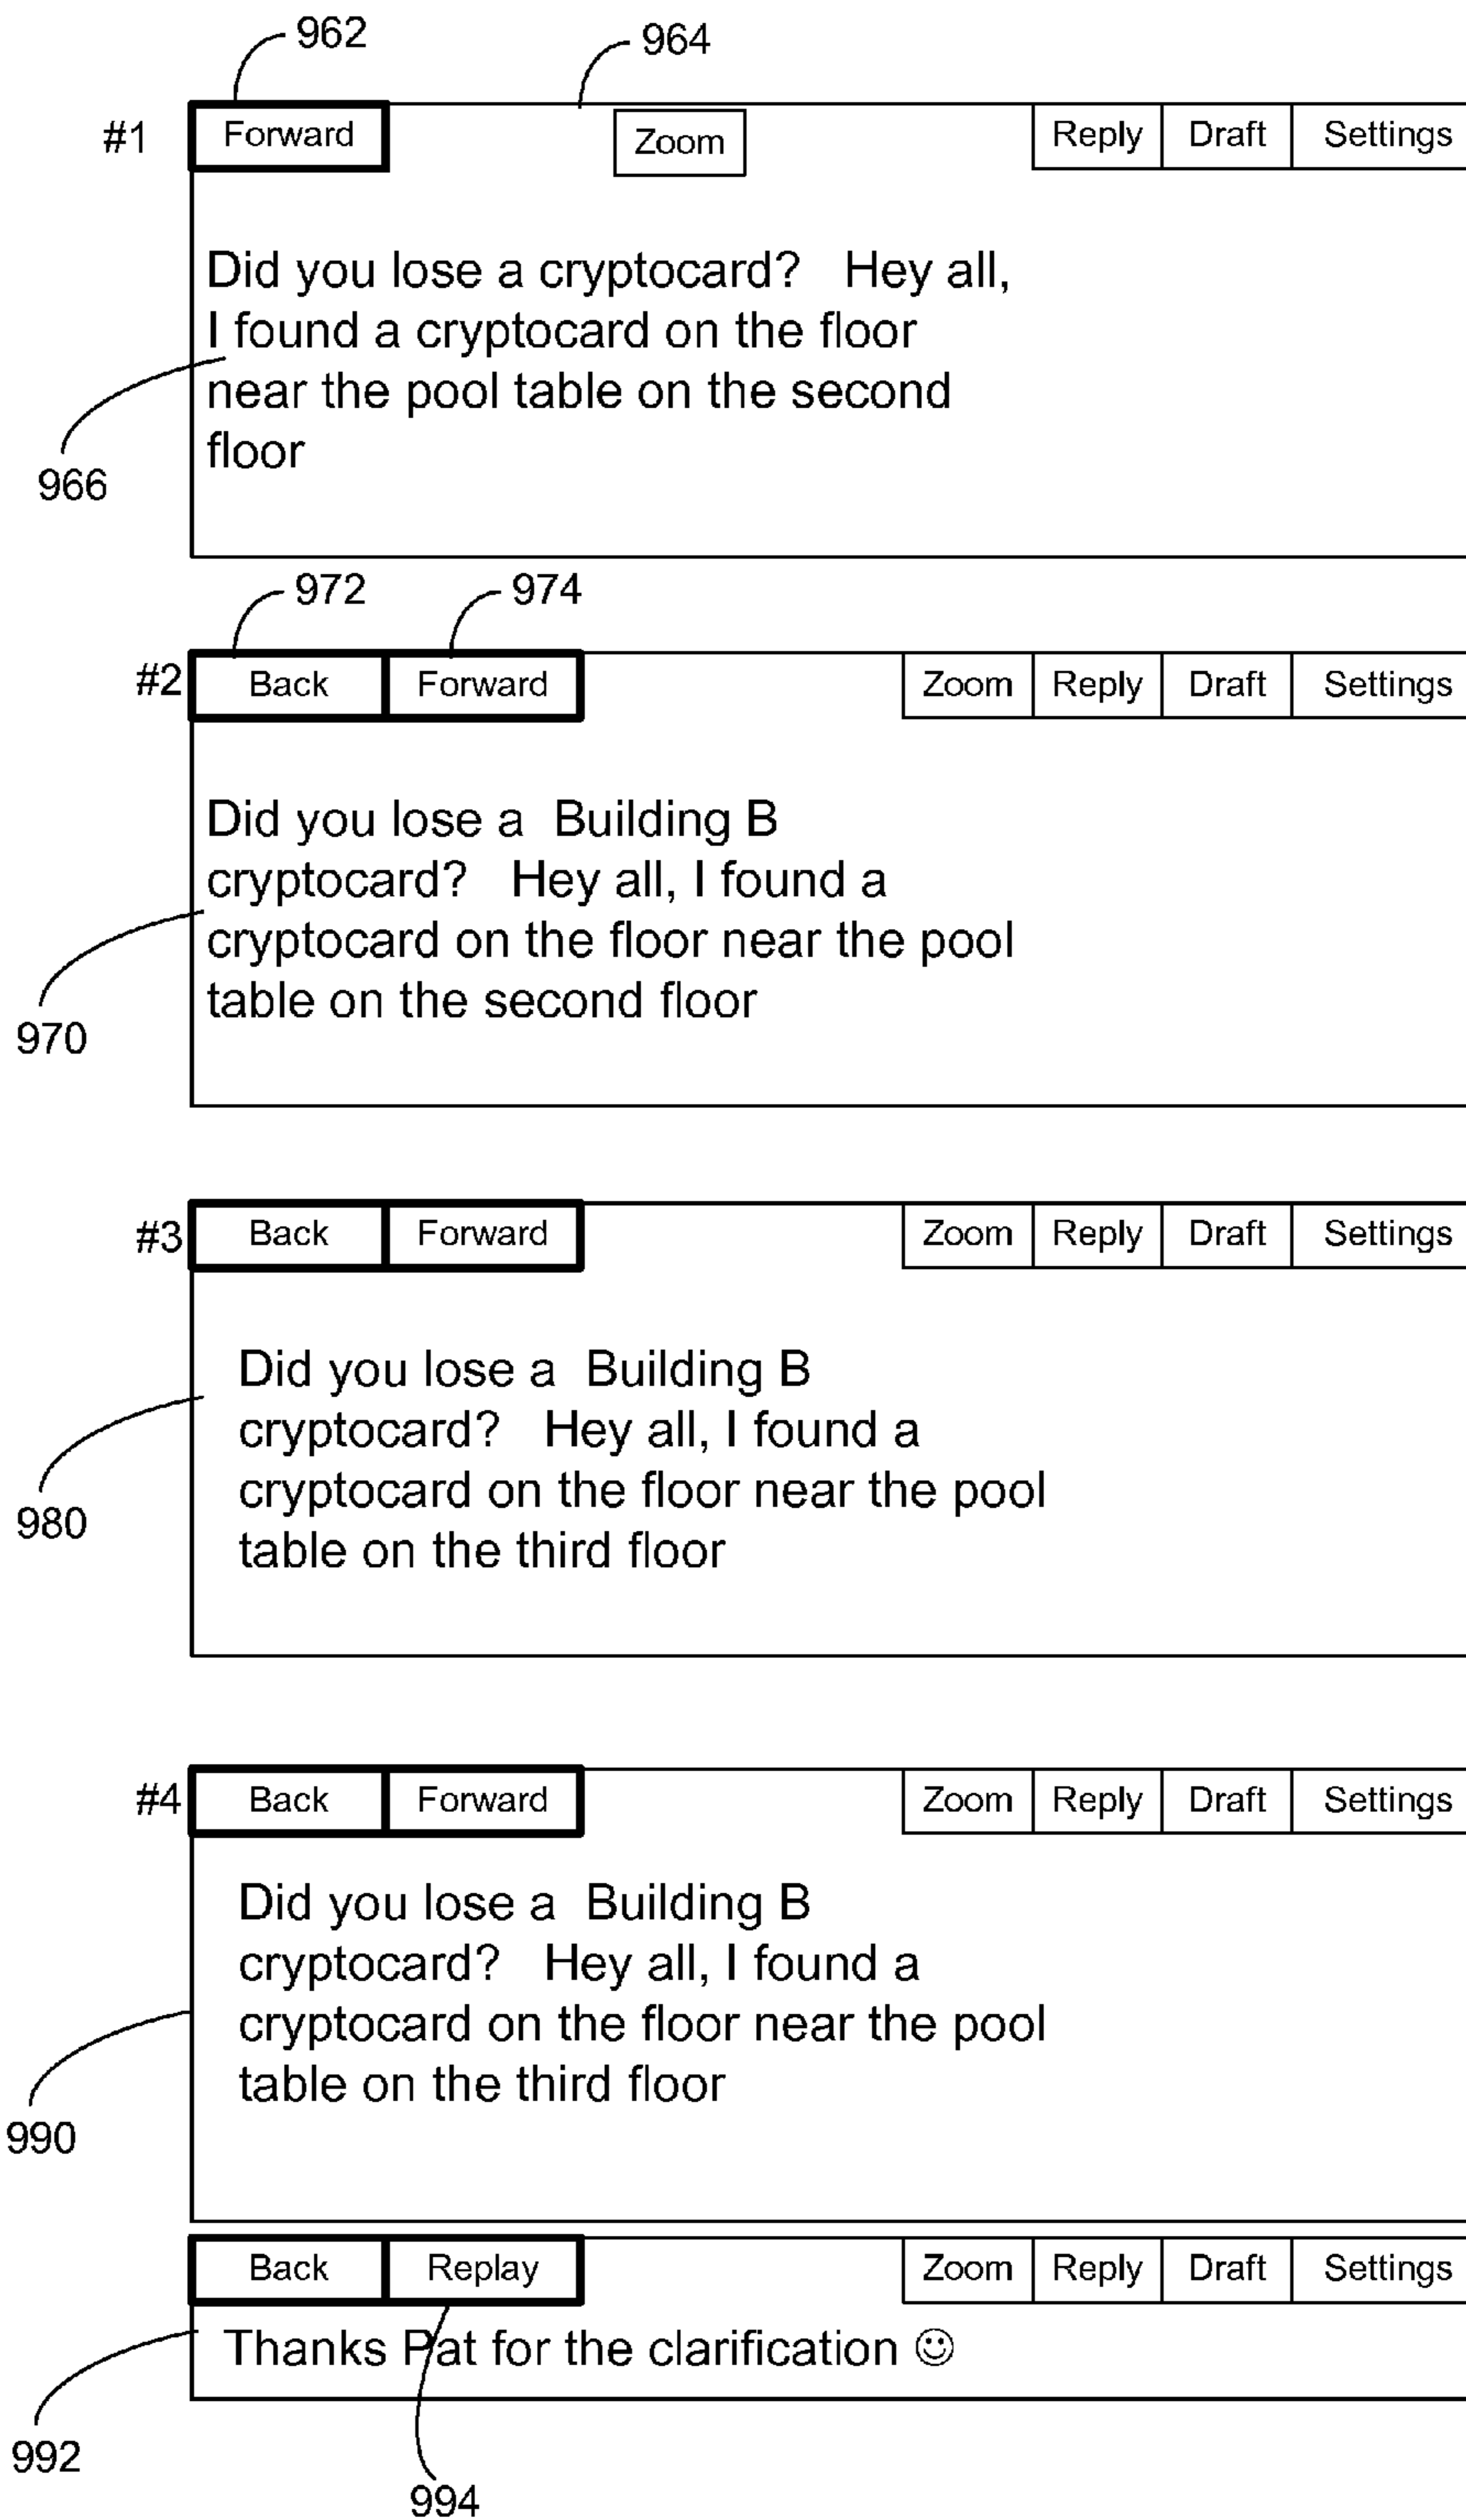 962
964
#1 Forward Zoom Reply Draft Settings
Did you lose a cryptocard? Hey all,
I found a cryptocard on the floor
near the pool table on the second
floor
966
972 974
#2 Back Forward Zoom Reply Draft Settings
Did you lose a Building B
cryptocard? Hey all, I found a
cryptocard on the floor near the pool
table on the second floor
970
#3 Back Forward Zoom Reply Draft Settings
Did you lose a Building B
cryptocard? Hey all, I found a
cryptocard on the floor near the pool
980
table on the third floor
#4 Back Forward Zoom Reply Draft Settings
Did you lose a Building B
cryptocard? Hey all, I found a
cryptocard on the floor near the pool
table on the third floor
990
Back Replay Zoom Reply Draft Settings
Thanks Pat for the clarification ☺
992
994